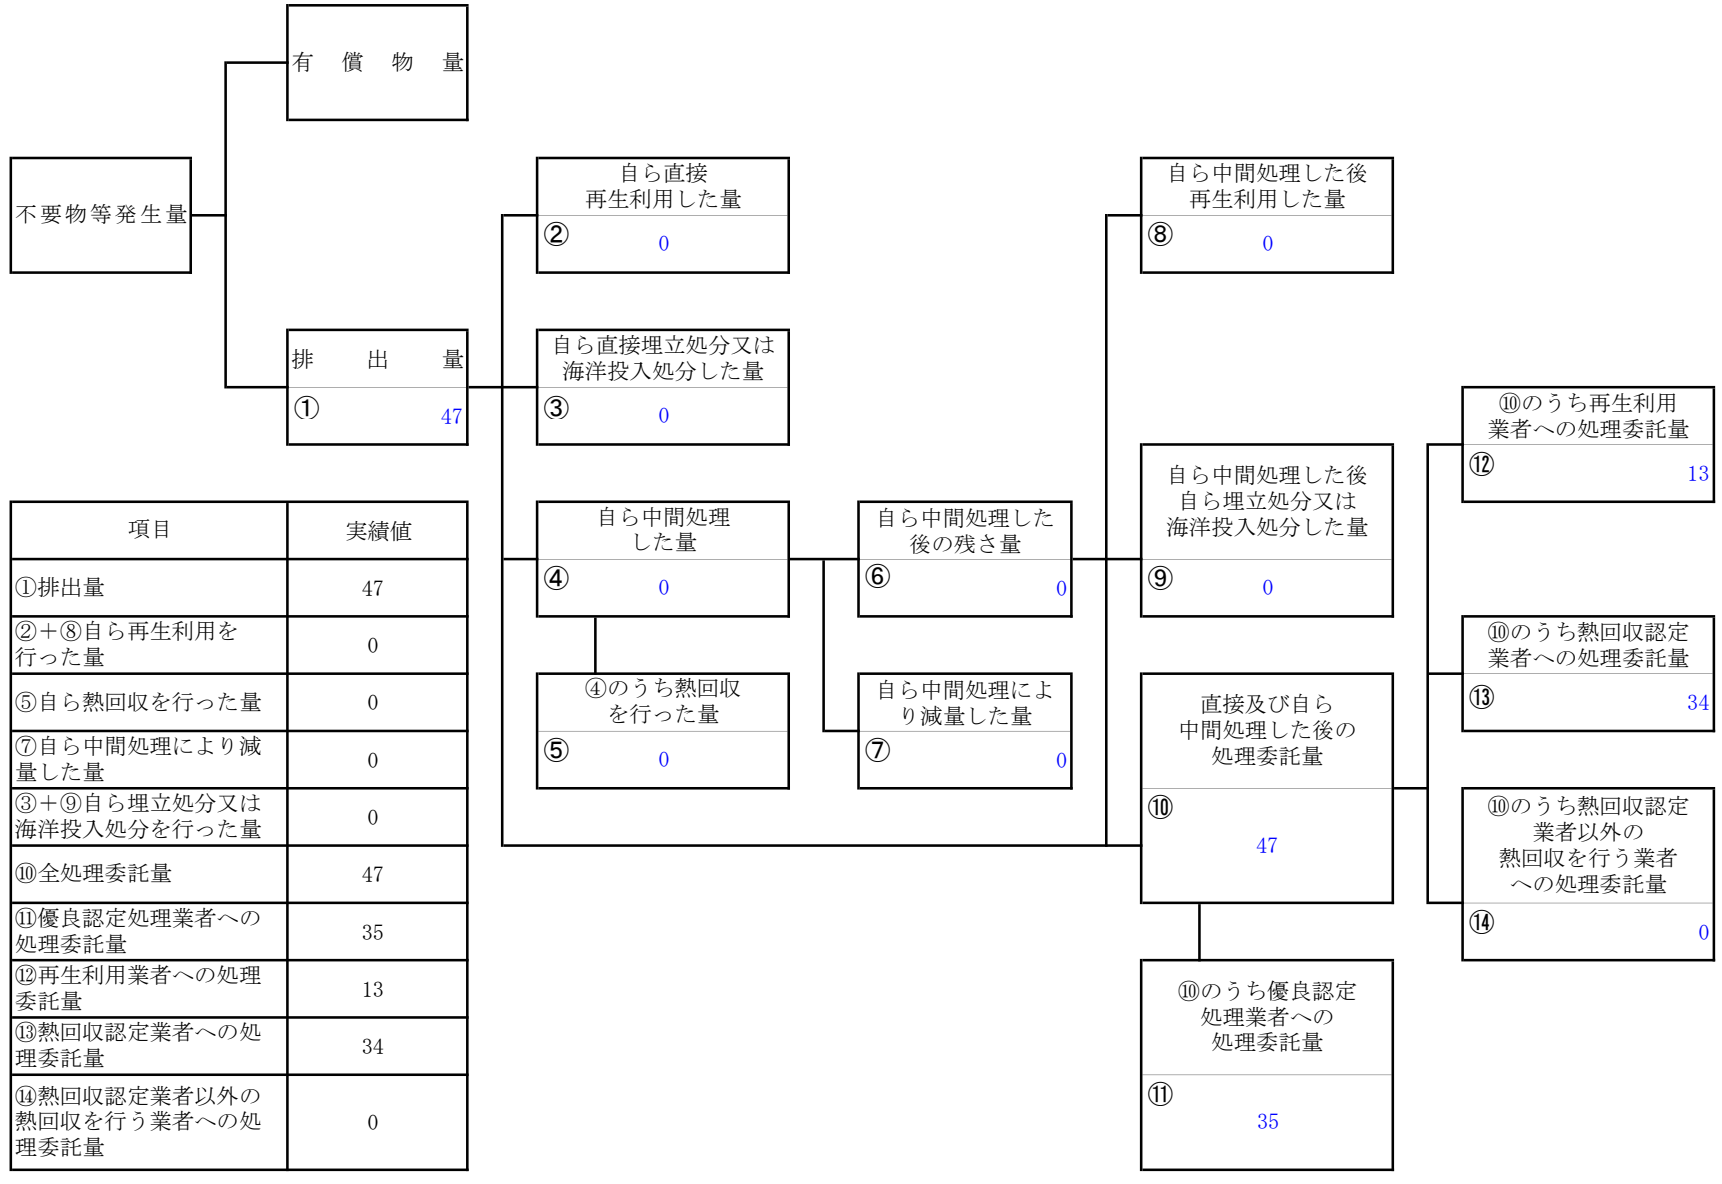 有償物量
不要物等発生量
排出量
①
47
自ら直接
再生利用した量
②
0
自ら直接埋立処分又は
海洋投入処分した量
③
0
自ら中間処理
した量
④
0
④のうち熱回収
を行った量
⑤
0
自ら中間処理した
後の残さ量
⑥
0
自ら中間処理によ
り減量した量
⑦
0
自ら中間処理した後
再生利用した量
⑧
0
自ら中間処理した後
自ら埋立処分又は
海洋投入処分した量
⑨
0
直接及び自ら
中間処理した後の
処理委託量
⑩
47
⑩のうち優良認定
処理業者への
処理委託量
⑪
35
⑩のうち再生利用
業者への処理委託量
⑫
13
⑩のうち熱回収認定
業者への処理委託量
⑬
34
⑩のうち熱回収認定
業者以外の
熱回収を行う業者
への処理委託量
⑭
0
項目 実績値
①排出量 47
②＋⑧自ら再生利用を
行った量 0
⑤自ら熱回収を行った量 0
⑦自ら中間処理により減
量した量 0
③＋⑨自ら埋立処分又は
海洋投入処分を行った量 0
⑩全処理委託量 47
⑪優良認定処理業者への
処理委託量 35
⑫再生利用業者への処理
委託量 13
⑬熱回収認定業者への処
理委託量 34
⑭熱回収認定業者以外の
熱回収を行う業者への処
理委託量 0